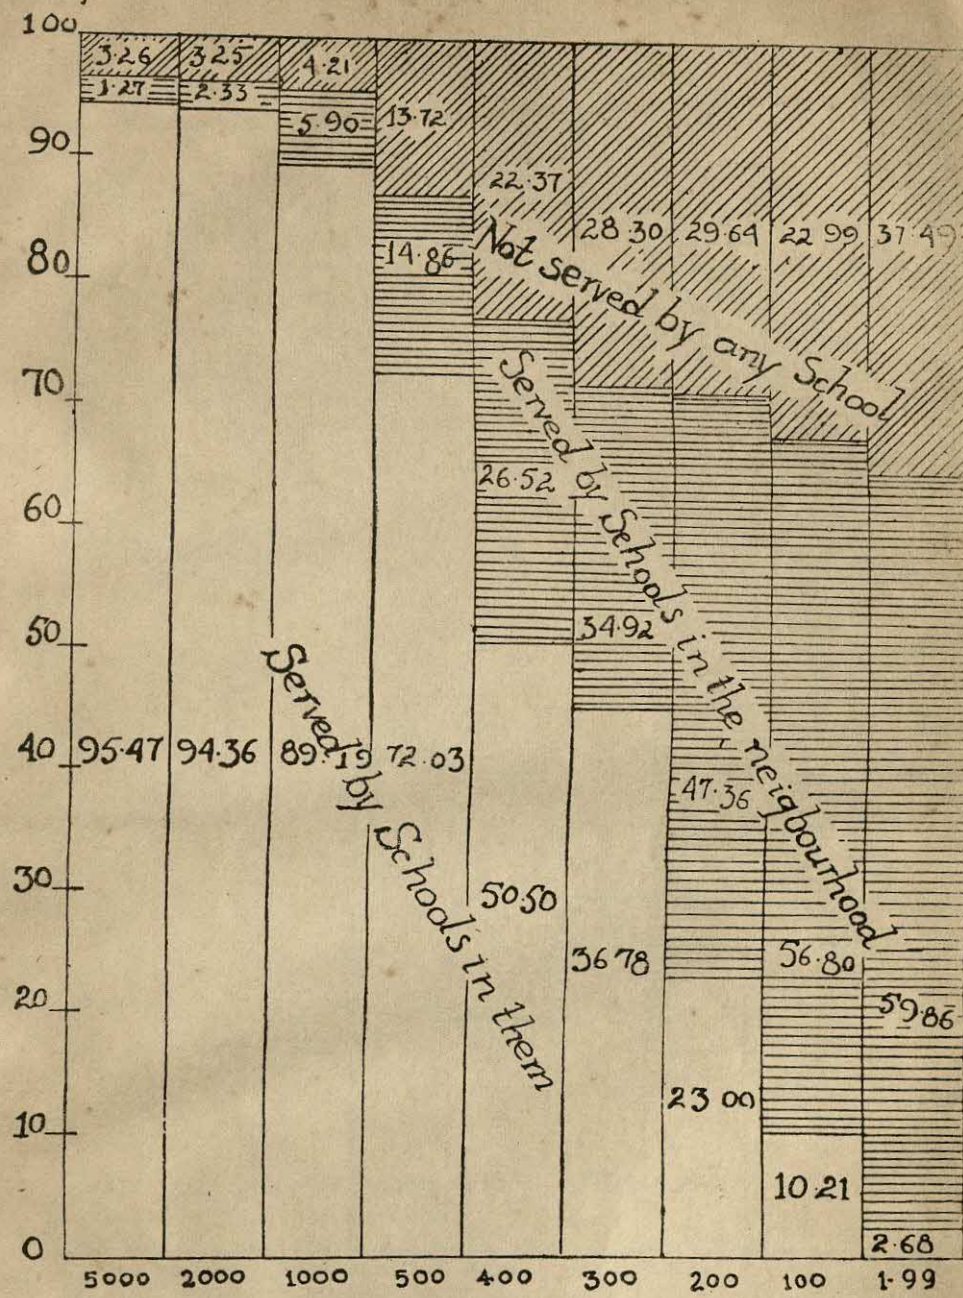 100
3·26 3·25 4·21
1·27 2·33 5·90 13·72
90
22·37
28·30 29·64 22·99 37·49
80 14·86
Not served by any School
70
Served by Schools in the neigbourhood
26·52
60
34·92
50
Served by Schools in them
40 95·47 94·36 89·19 72·03
47·36
30
50·50
36 78 56·80
20
59·86
23 00
10
10·21
2·68
0
5000 2000 1000 500 400 300 200 100 1-99